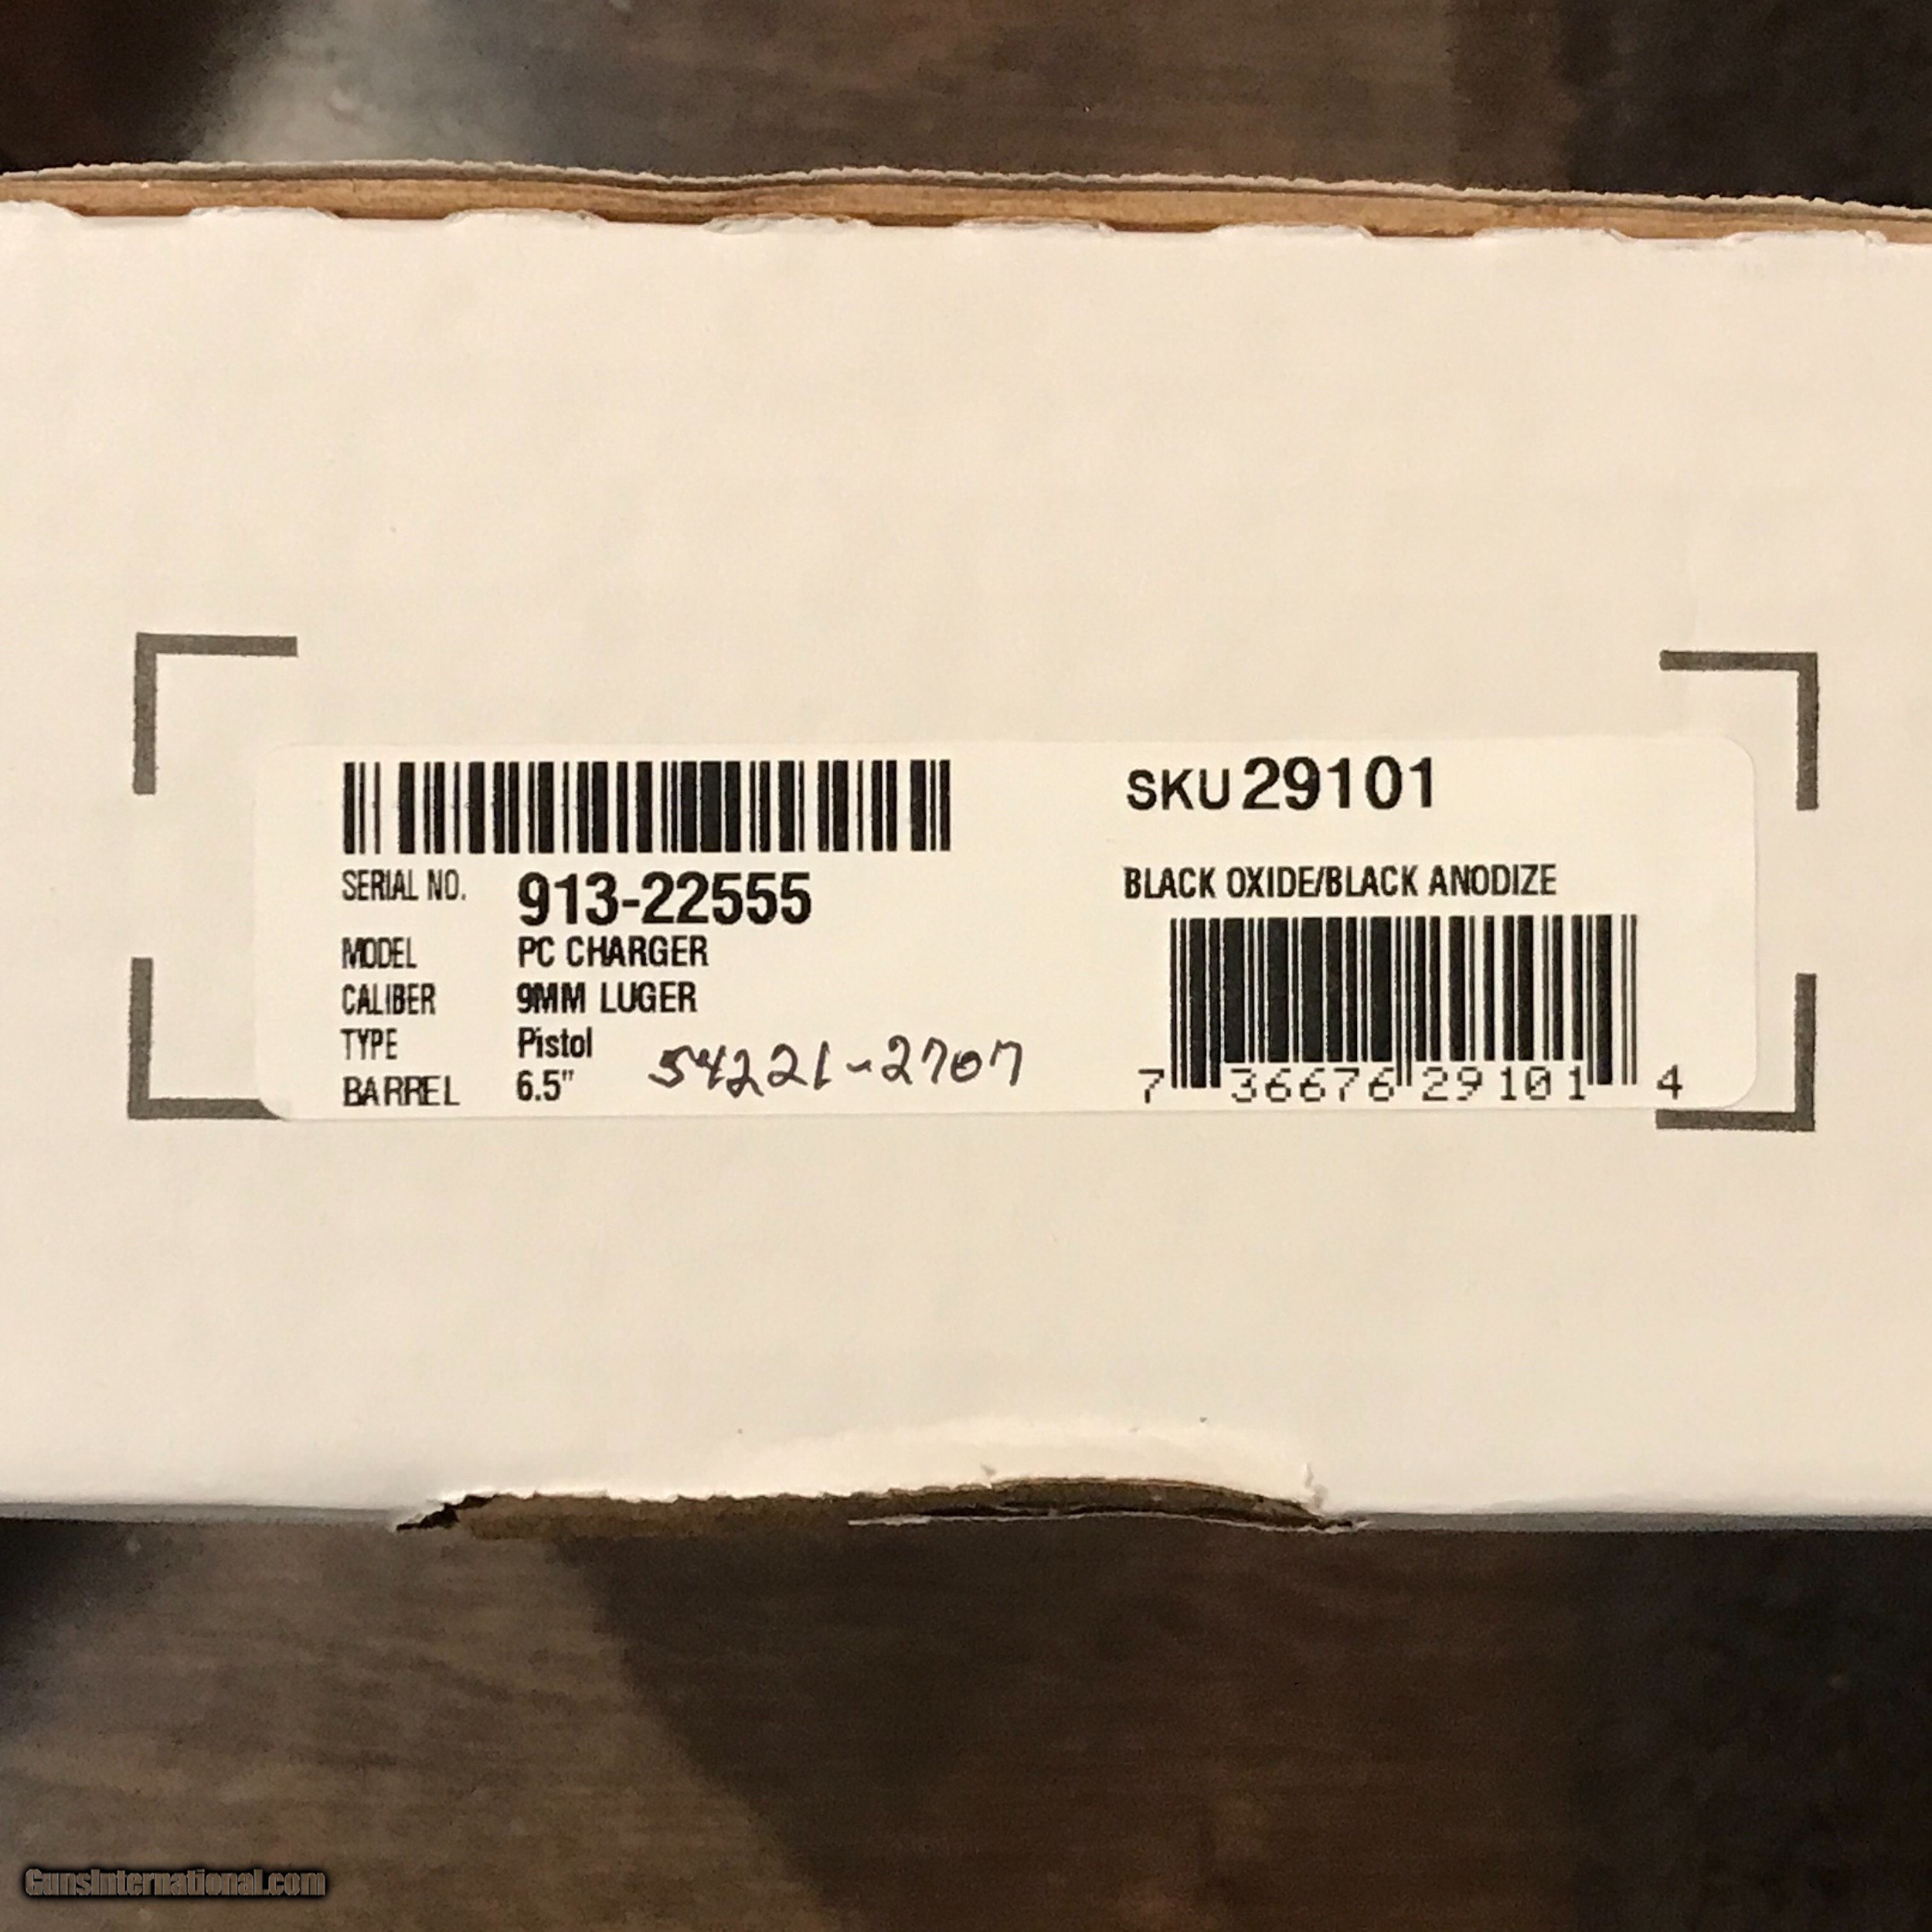 SERIAL NO. 913-22555
MODEL PC CHARGER
CALIBER 9MM LUGER
TYPE Pistol
BARREL 6.5"
54221-2707
SKU 29101
BLACK OXIDE/BLACK ANODIZE
7 36676 29101 4
GunsInternational.com